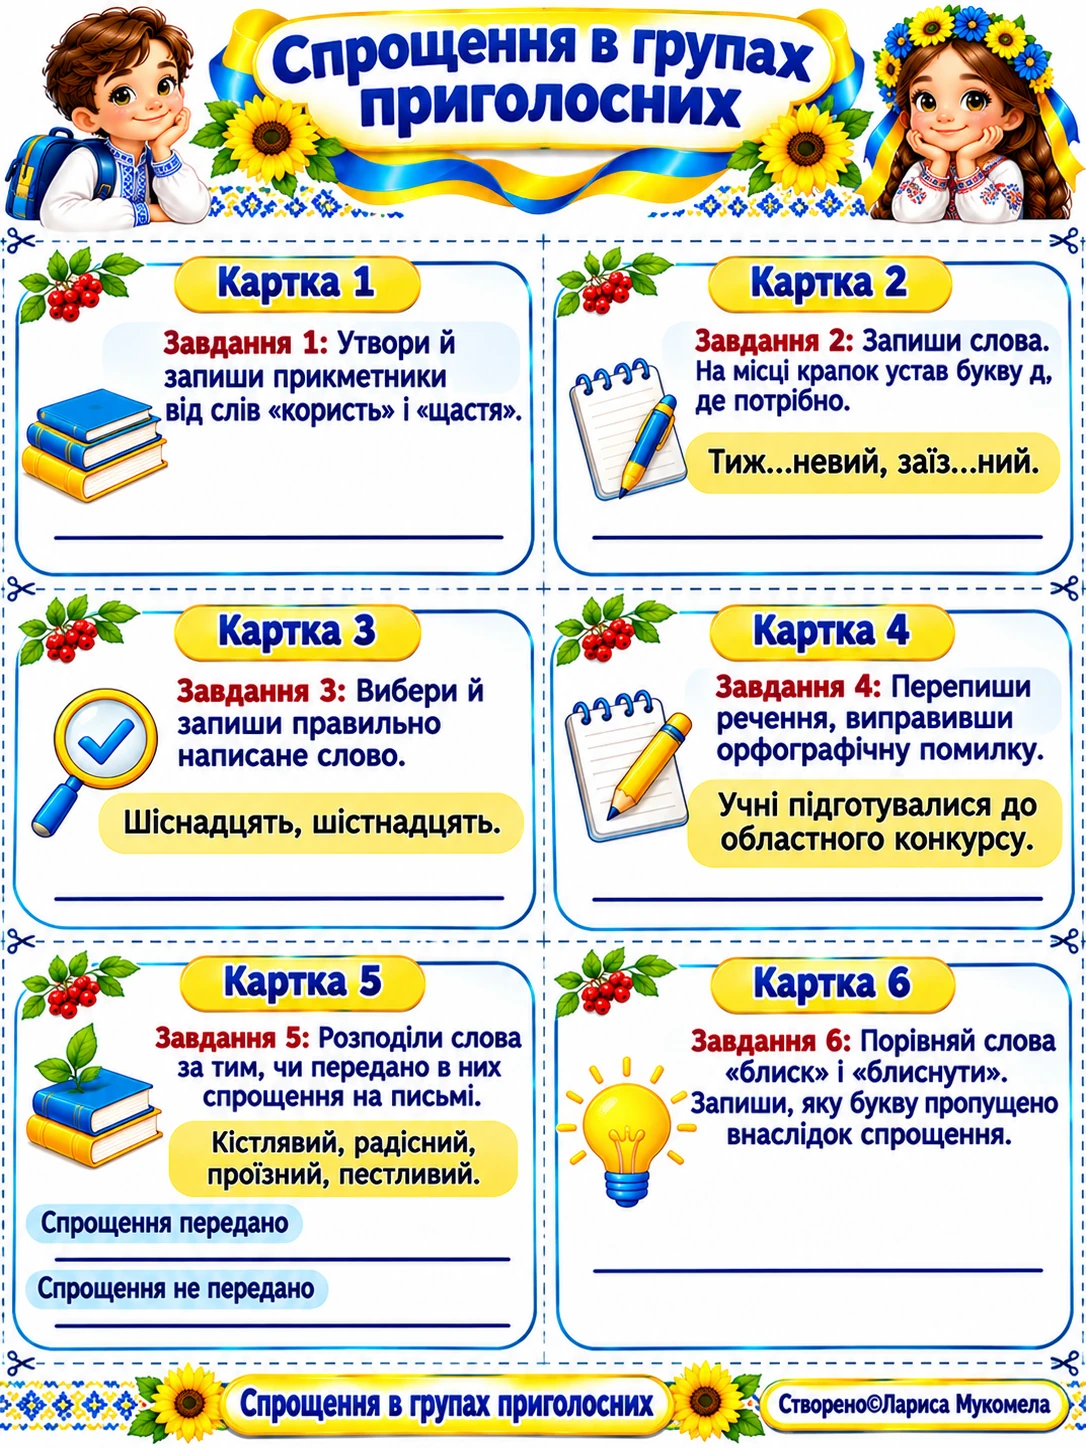 Спрощення в групах
приголосних
Картка 1
Завдання 1: Утвори й
запиши прикметники
від слів «користь» і «щастя».
Картка 2
Завдання 2: Запиши слова.
На місці крапок устав букву д,
де потрібно.
Тиж...невий, заїз...ний.
Картка 3
Завдання 3: Вибери й
запиши правильно
написане слово.
Шіснадцять, шістнадцять.
Картка 4
Завдання 4: Перепиши
речення, виправивши
орфографічну помилку.
Учні підготувалися до
областного конкурсу.
Картка 5
Завдання 5: Розподіли слова
за тим, чи передано в них
спрощення на письмі.
Кістлявий, радісний,
проїзний, пестливий.
Спрощення передано
Спрощення не передано
Картка 6
Завдання 6: Порівняй слова
«блиск» і «блиснути».
Запиши, яку букву пропущено
внаслідок спрощення.
Спрощення в групах приголосних
Створено©Лариса Мукомела